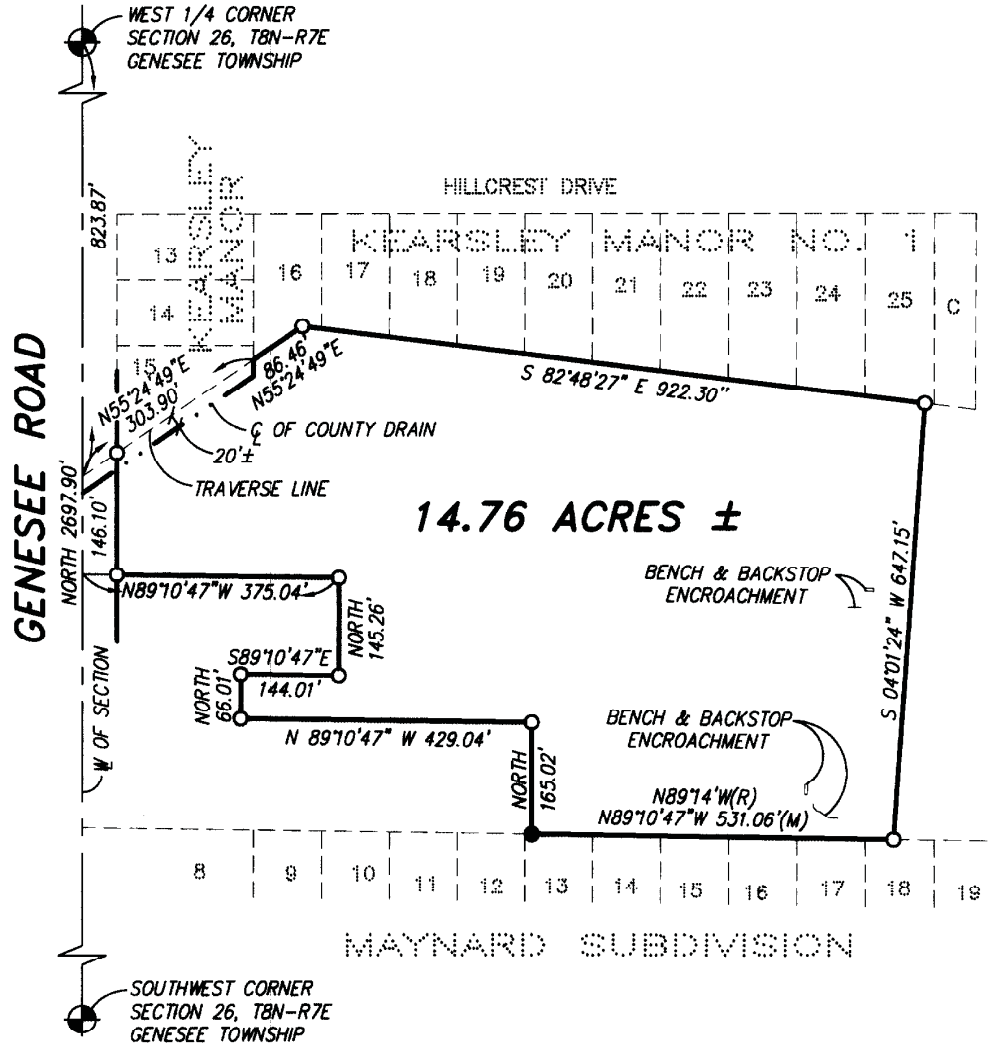 WEST 1/4 CORNER
SECTION 26, T8N-R7E
GENESEE TOWNSHIP
823.87'
KEARSLEY
MANOR
HILLCREST DRIVE
KEARSLEY MANOR NO. 1
13
14
15
16
17
18
19
20
21
22
23
24
25
C
GENESEE ROAD
N55°24'49"E
303.90'
86.46'
N55°24'49"E
S 82°48'27" E 922.30"
℄ OF COUNTY DRAIN
20'±
TRAVERSE LINE
14.76 ACRES ±
NORTH 2697.90'
146.10'
N89°10'47"W 375.04'
NORTH
145.26'
BENCH & BACKSTOP
ENCROACHMENT
S 04°01'24" W 647.15'
S89°10'47"E
144.01'
NORTH
66.01'
N 89°10'47" W 429.04'
BENCH & BACKSTOP
ENCROACHMENT
NORTH
165.02'
N89°14'W(R)
N89°10'47"W 531.06'(M)
OF SECTION
8
9
10
11
12
13
14
15
16
17
18
19
MAYNARD SUBDIVISION
SOUTHWEST CORNER
SECTION 26, T8N-R7E
GENESEE TOWNSHIP